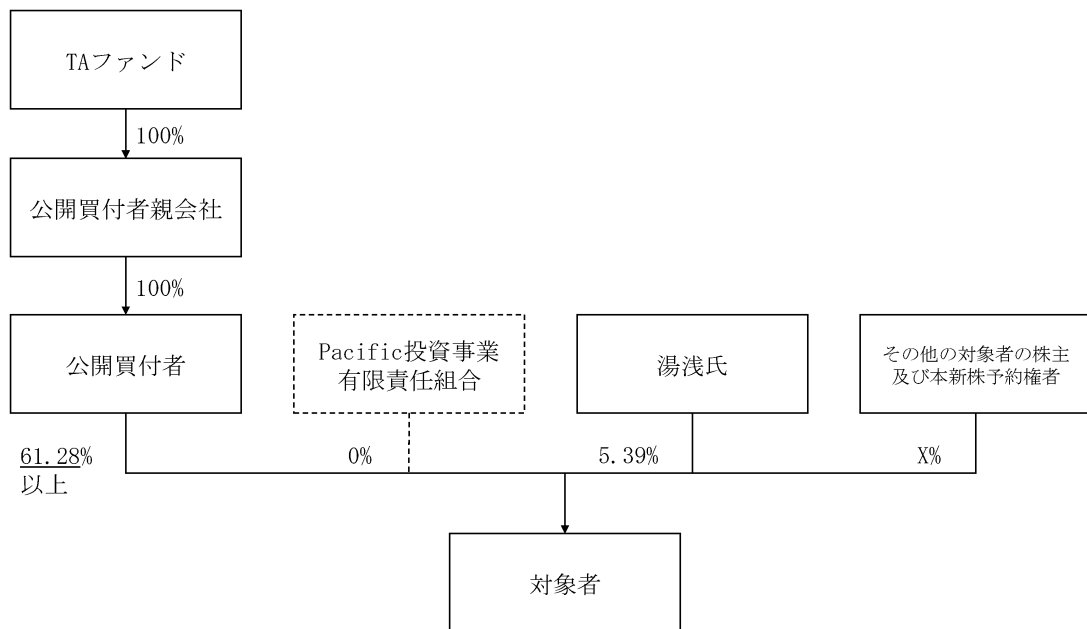 TAファンド
100%
公開買付者親会社
100%
公開買付者
Pacific投資事業
有限責任組合
湯浅氏
その他の対象者の株主
及び本新株予約権者
61.28%
以上
0%
5.39%
X%
対象者